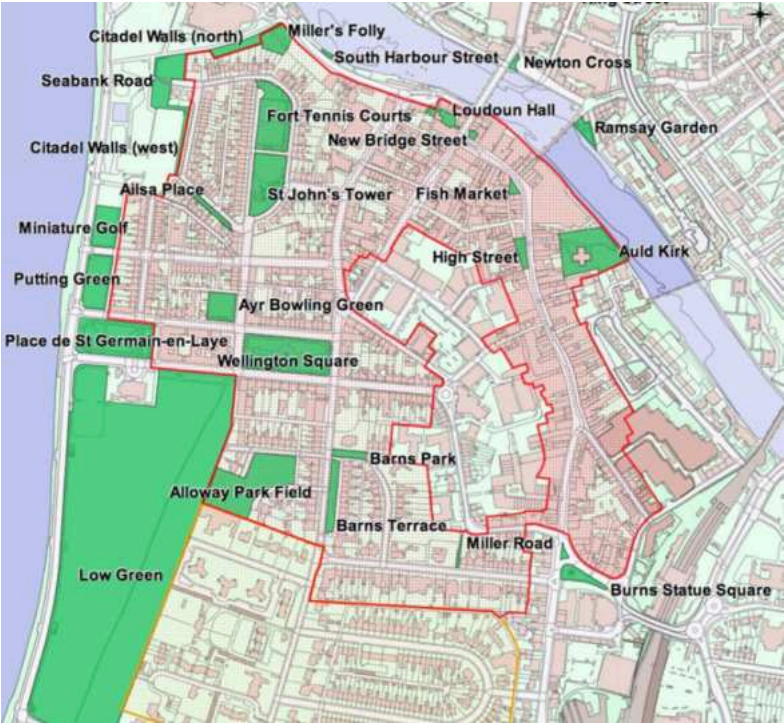 Citadel Walls (north)
Miller's Folly
South Harbour Street
Newton Cross
Seabank Road
Fort Tennis Courts
Loudoun Hall
Ramsay Garden
New Bridge Street
Citadel Walls (west)
Ailsa Place
St John's Tower
Fish Market
Miniature Golf
High Street
Auld Kirk
Putting Green
Ayr Bowling Green
Place de St Germain-en-Laye
Wellington Square
Barns Park
Alloway Park Field
Barns Terrace
Miller Road
Low Green
Burns Statue Square